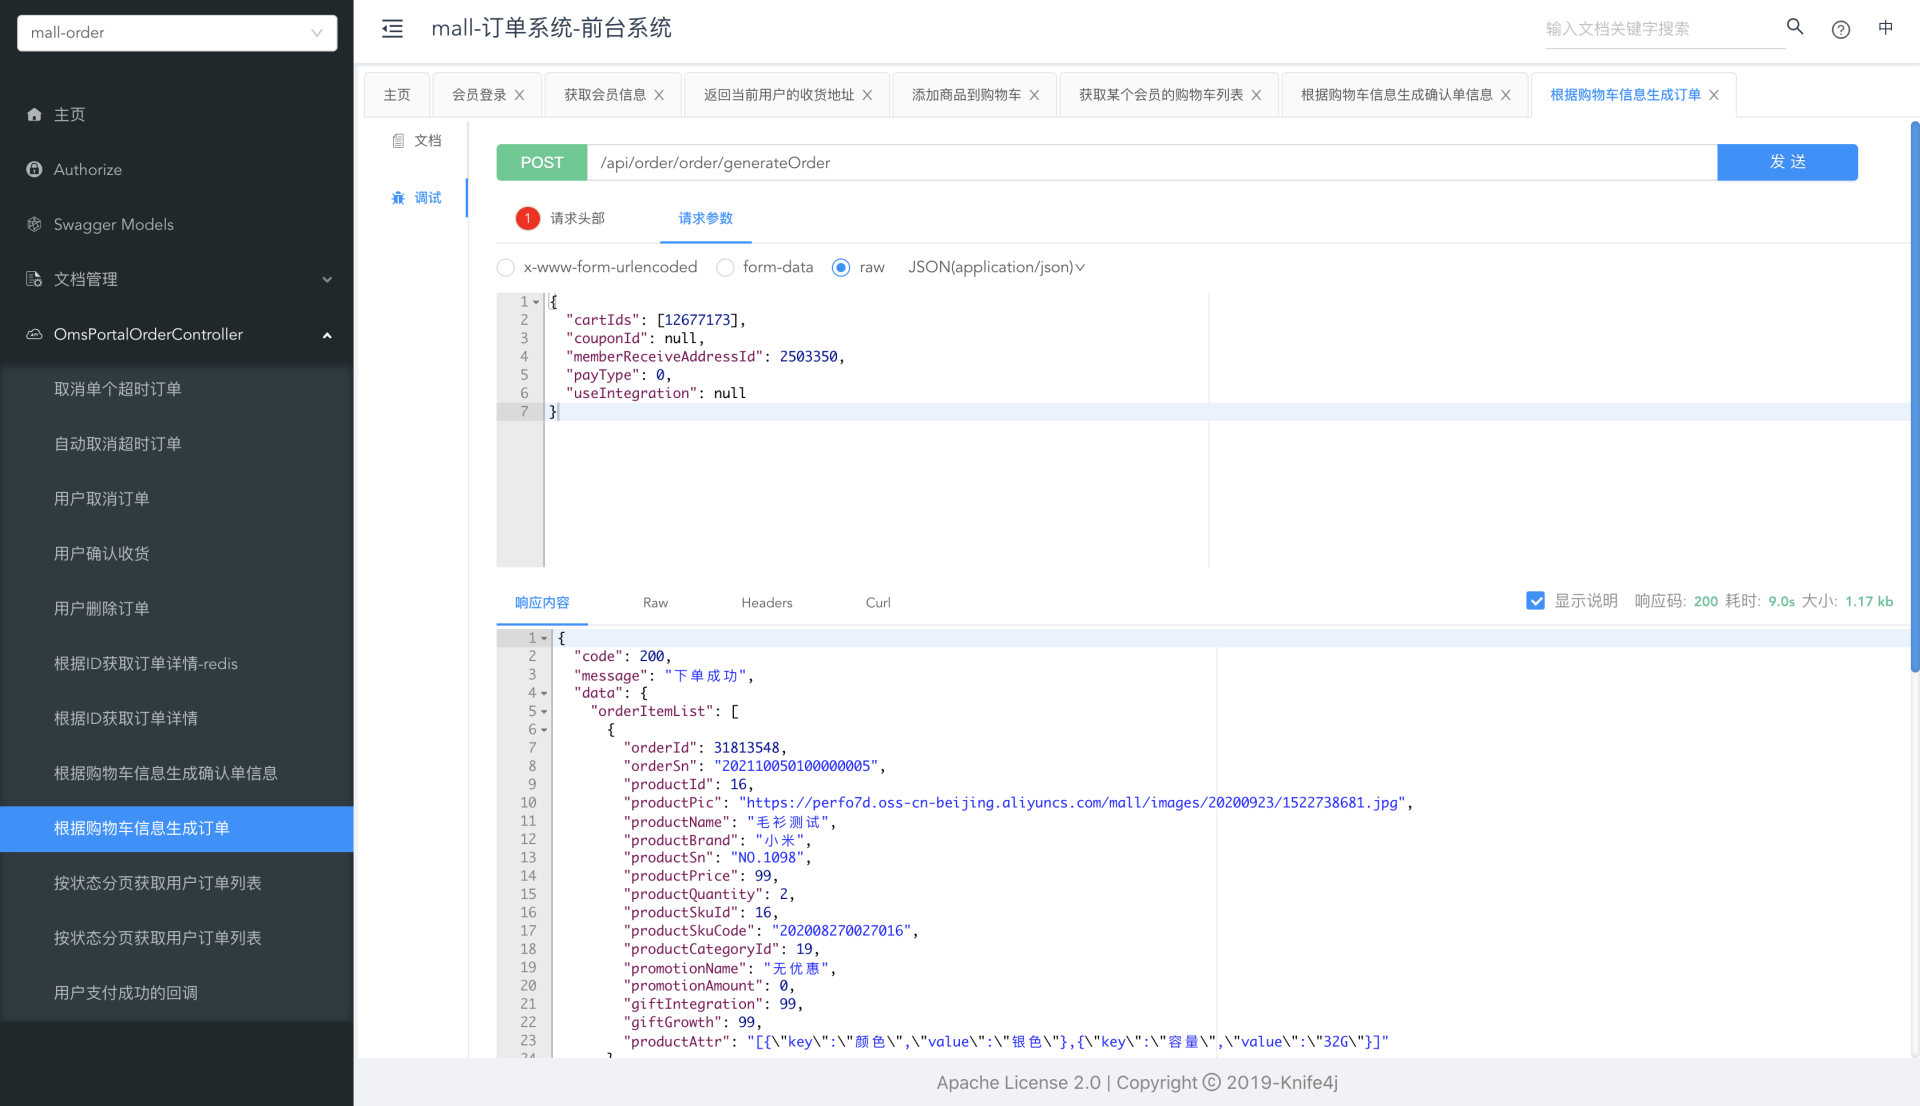 mall-order
主页
Authorize
Swagger Models
文档管理
OmsPortalOrderController
取消单个超时订单
自动取消超时订单
用户取消订单
用户确认收货
用户删除订单
根据ID获取订单详情-redis
根据ID获取订单详情
根据购物车信息生成确认单信息
根据购物车信息生成订单
按状态分页获取用户订单列表
按状态分页获取用户订单列表
用户支付成功的回调
mall-订单系统-前台系统
输入文档关键字搜索
中
主页 会员登录 获取会员信息 返回当前用户的收货地址 添加商品到购物车 获取某个会员的购物车列表 根据购物车信息生成确认单信息 根据购物车信息生成订单
文档
调试
POST /api/order/order/generateOrder 发 送
1 请求头部 请求参数
x-www-form-urlencoded form-data raw JSON(application/json)
1 {
2 "cartIds": [12677173],
3 "couponId": null,
4 "memberReceiveAddressId": 2503350,
5 "payType": 0,
6 "useIntegration": null
7 }
响应内容 Raw Headers Curl 显示说明 响应码: 200 耗时: 9.0s 大小: 1.17 kb
1 {
2 "code": 200,
3 "message": "下单成功",
4 "data": {
5 "orderItemList": [
6 {
7 "orderId": 31813548,
8 "orderSn": "202110050100000005",
9 "productId": 16,
10 "productPic": "https://perfo7d.oss-cn-beijing.aliyuncs.com/mall/images/20200923/1522738681.jpg",
11 "productName": "毛衫测试",
12 "productBrand": "小米",
13 "productSn": "NO.1098",
14 "productPrice": 99,
15 "productQuantity": 2,
16 "productSkuId": 16,
17 "productSkuCode": "202008270027016",
18 "productCategoryId": 19,
19 "promotionName": "无优惠",
20 "promotionAmount": 0,
21 "giftIntegration": 99,
22 "giftGrowth": 99,
23 "productAttr": "[{\"key\":\"颜色\",\"value\":\"银色\"},{\"key\":\"容量\",\"value\":\"32G\"}]"
Apache License 2.0 | Copyright © 2019-Knife4j